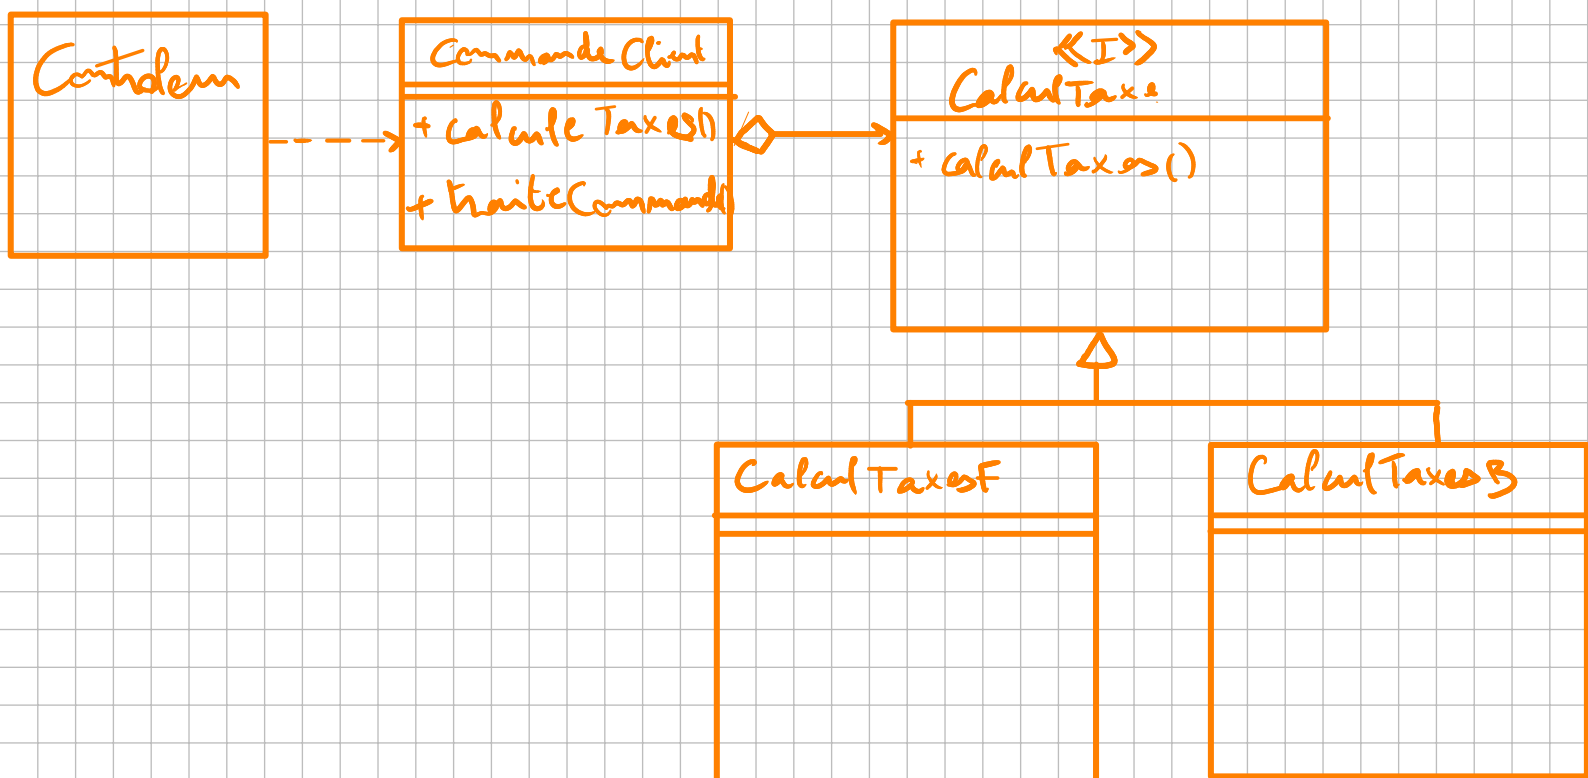 Controleur
CommandeClient
+ calculeTaxes()
+ traiteCommande()
<<I>>
CalculTaxe
+ calculTaxes()
CalculTaxesF
CalculTaxesB